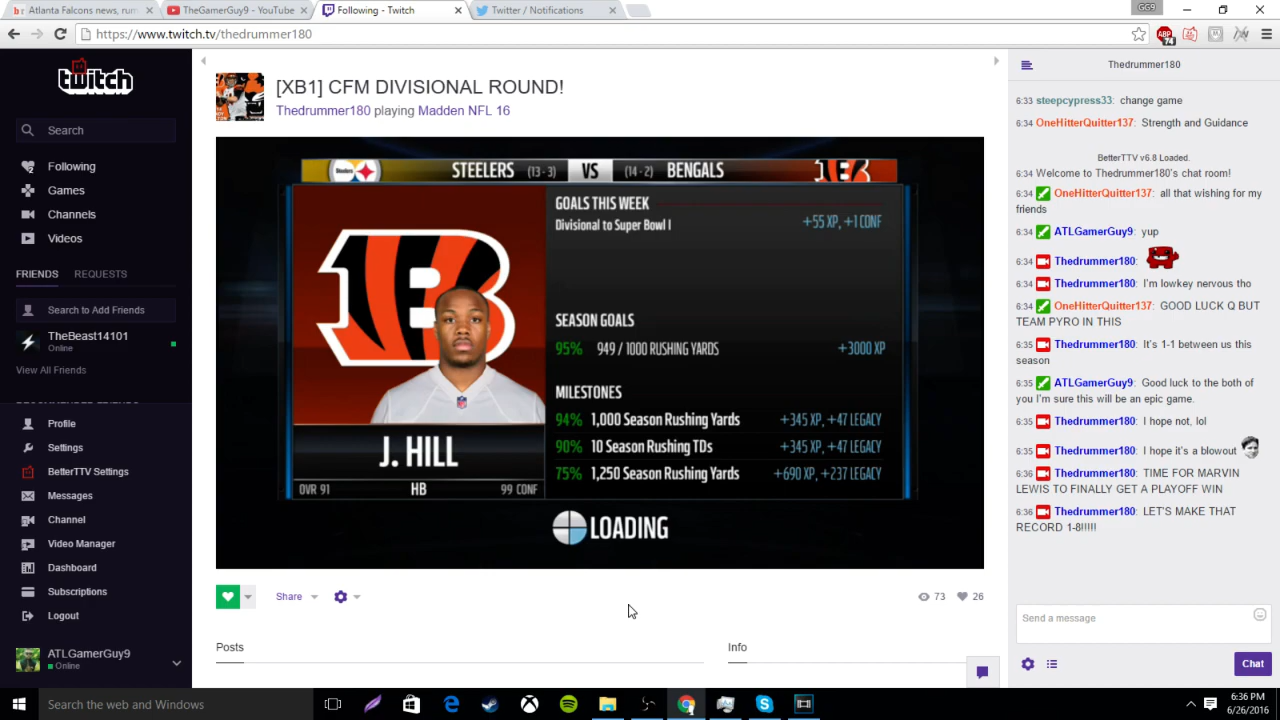 Atlanta Falcons news, rum
TheGamerGuy9 - YouTube
Following - Twitch
Twitter / Notifications
GG9
https://www.twitch.tv/thedrummer180
ABP
74
twitch
Search
Following
Games
Channels
Videos
FRIENDS REQUESTS
Search to Add Friends
TheBeast14101
Online
View All Friends
Profile
Settings
BetterTTV Settings
Messages
Channel
Video Manager
Dashboard
Subscriptions
Logout
ATLGamerGuy9
Online
[XB1] CFM DIVISIONAL ROUND!
Thedrummer180 playing Madden NFL 16
Steelers
STEELERS (13 - 3) VS (14 - 2) BENGALS
GOALS THIS WEEK
Divisional to Super Bowl I +55 XP, +1 CONF
SEASON GOALS
95% 949 / 1000 RUSHING YARDS +3000 XP
MILESTONES
94% 1,000 Season Rushing Yards +345 XP, +47 LEGACY
90% 10 Season Rushing TDs +345 XP, +47 LEGACY
75% 1,250 Season Rushing Yards +690 XP, +237 LEGACY
J. HILL
OVR 91 HB 99 CONF
LOADING
Share
73 26
Posts
Info
Thedrummer180
6:33 steepcypress33: change game
6:34 OneHitterQuitter137: Strength and Guidance
BetterTTV v6.8 Loaded.
6:34 Welcome to Thedrummer180's chat room!
6:34 OneHitterQuitter137: all that wishing for my
friends
6:34 ATLGamerGuy9: yup
6:34 Thedrummer180:
6:34 Thedrummer180: I'm lowkey nervous tho
6:34 OneHitterQuitter137: GOOD LUCK Q BUT
TEAM PYRO IN THIS
6:35 Thedrummer180: It's 1-1 between us this
season
6:35 ATLGamerGuy9: Good luck to the both of
you I'm sure this will be an epic game.
6:35 Thedrummer180: I hope not, lol
6:35 Thedrummer180: I hope it's a blowout
6:36 Thedrummer180: TIME FOR MARVIN
LEWIS TO FINALLY GET A PLAYOFF WIN
6:36 Thedrummer180: LET'S MAKE THAT
RECORD 1-8!!!!!
Send a message
Chat
Search the web and Windows
6:36 PM
6/26/2016